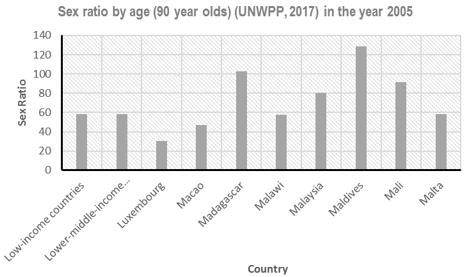 Sex ratio by age (90 year olds) (UNWPP, 2017) in the year 2005
140
120
100
80
60
40
20
0
Sex Ratio
Low-income countries
Lower-middle-income...
Luxembourg
Macao
Madagascar
Malawi
Malaysia
Maldives
Mali
Malta
Country